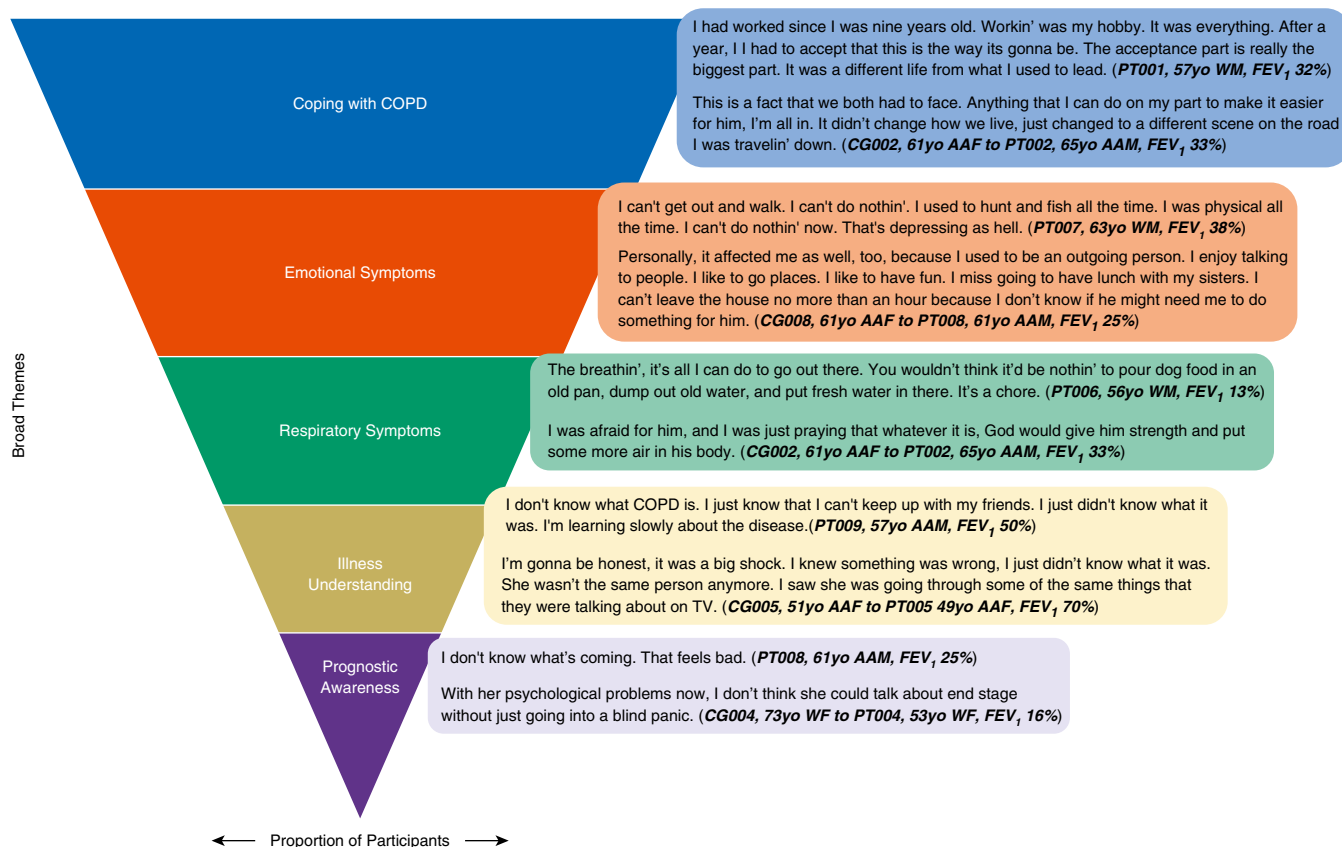 Broad Themes
Coping with COPD
I had worked since I was nine years old. Workin' was my hobby. It was everything. After a
year, I I had to accept that this is the way its gonna be. The acceptance part is really the
biggest part. It was a different life from what I used to lead. (PT001, 57yo WM, FEV1 32%)
This is a fact that we both had to face. Anything that I can do on my part to make it easier
for him, I’m all in. It didn’t change how we live, just changed to a different scene on the road
I was travelin’ down. (CG002, 61yo AAF to PT002, 65yo AAM, FEV1 33%)
Emotional Symptoms
I can't get out and walk. I can't do nothin'. I used to hunt and fish all the time. I was physical all
the time. I can't do nothin' now. That's depressing as hell. (PT007, 63yo WM, FEV1 38%)
Personally, it affected me as well, too, because I used to be an outgoing person. I enjoy talking
to people. I like to go places. I like to have fun. I miss going to have lunch with my sisters. I
can’t leave the house no more than an hour because I don’t know if he might need me to do
something for him. (CG008, 61yo AAF to PT008, 61yo AAM, FEV1 25%)
Respiratory Symptoms
The breathin’, it’s all I can do to go out there. You wouldn’t think it’d be nothin’ to pour dog food in an
old pan, dump out old water, and put fresh water in there. It’s a chore. (PT006, 56yo WM, FEV1 13%)
I was afraid for him, and I was just praying that whatever it is, God would give him strength and put
some more air in his body. (CG002, 61yo AAF to PT002, 65yo AAM, FEV1 33%)
Illness
Understanding
I don't know what COPD is. I just know that I can't keep up with my friends. I just didn't know what it
was. I'm learning slowly about the disease.(PT009, 57yo AAM, FEV1 50%)
I’m gonna be honest, it was a big shock. I knew something was wrong, I just didn’t know what it was.
She wasn’t the same person anymore. I saw she was going through some of the same things that
they were talking about on TV. (CG005, 51yo AAF to PT005 49yo AAF, FEV1 70%)
Prognostic
Awareness
I don't know what’s coming. That feels bad. (PT008, 61yo AAM, FEV1 25%)
With her psychological problems now, I don’t think she could talk about end stage
without just going into a blind panic. (CG004, 73yo WF to PT004, 53yo WF, FEV1 16%)
Proportion of Participants